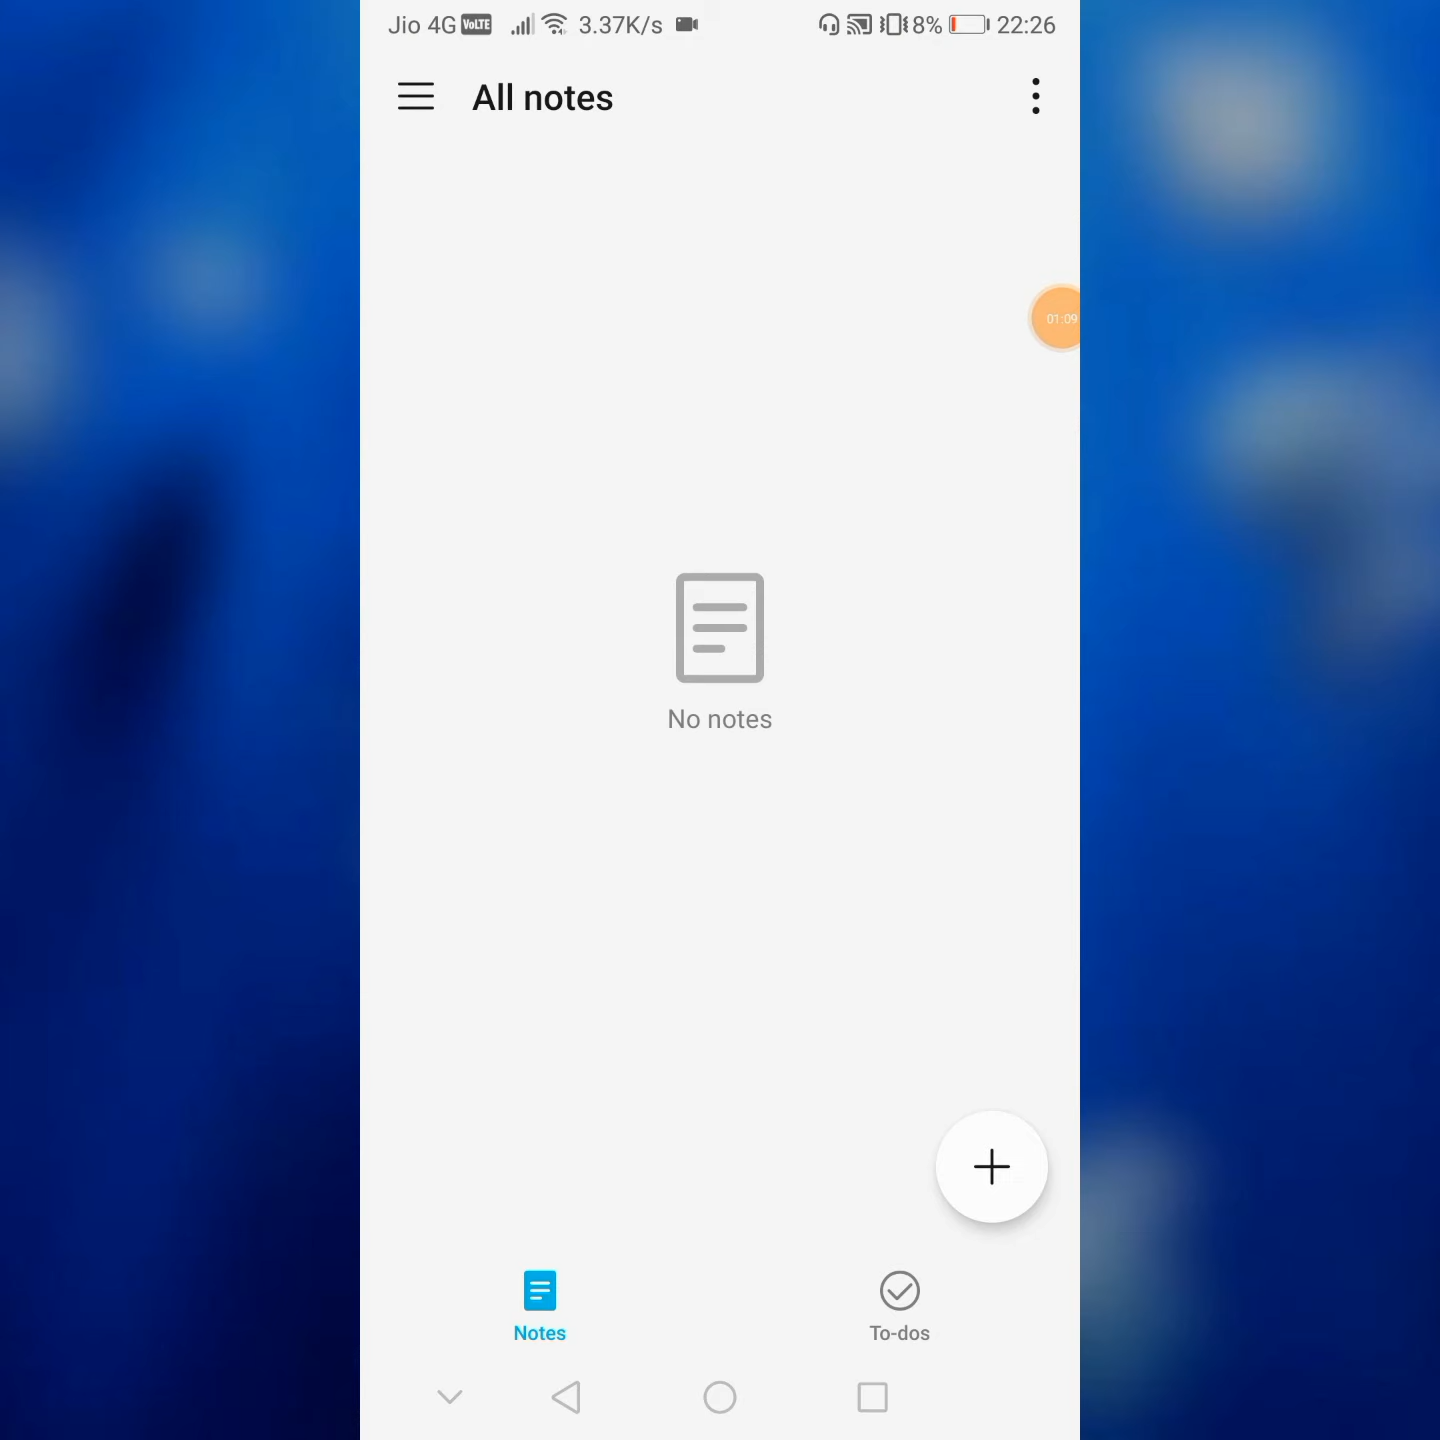 Jio 4G VoLTE 3.37K/s 8% 22:26
All notes
01:09
No notes
Notes
To-dos